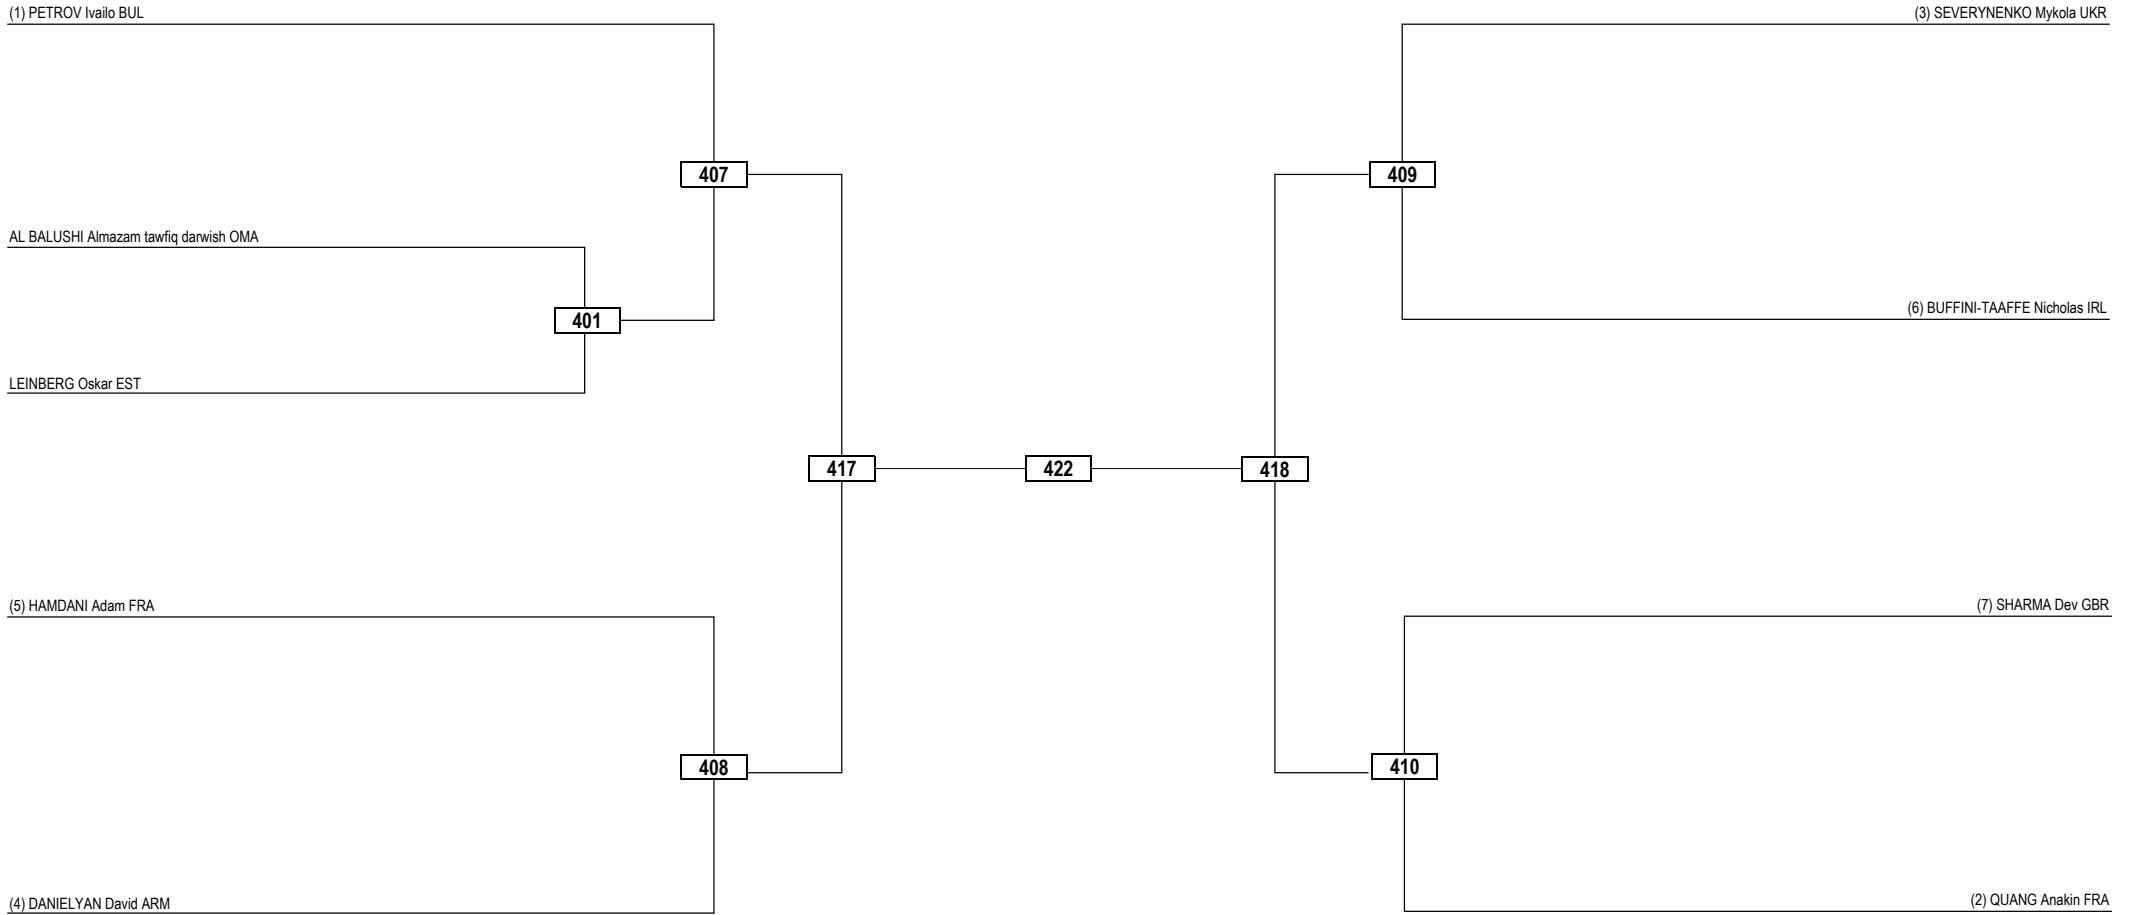 (1) PETROV Ivailo BUL
(3) SEVERYNENKO Mykola UKR
407
409
AL BALUSHI Almazam tawfiq darwish OMA
401
(6) BUFFINI-TAAFFE Nicholas IRL
LEINBERG Oskar EST
417
422
418
(5) HAMDANI Adam FRA
(7) SHARMA Dev GBR
408
410
(4) DANIELYAN David ARM
(2) QUANG Anakin FRA